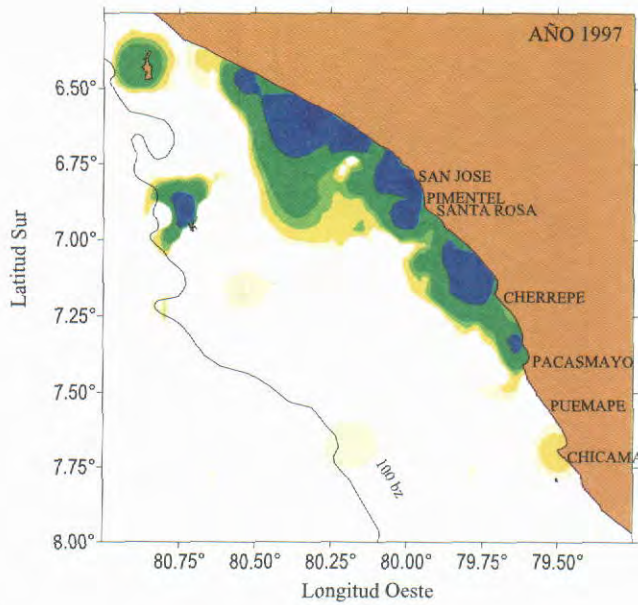 AÑO 1997
6.50°
6.75°
7.00°
7.25°
7.50°
7.75°
8.00°
Latitud Sur
SAN JOSE
PIMENTEL
SANTA ROSA
CHERREPE
PACASMAYO
PUEMAPE
CHICAMA
100 bz
80.75°
80.50°
80.25°
80.00°
79.75°
79.50°
Longitud Oeste